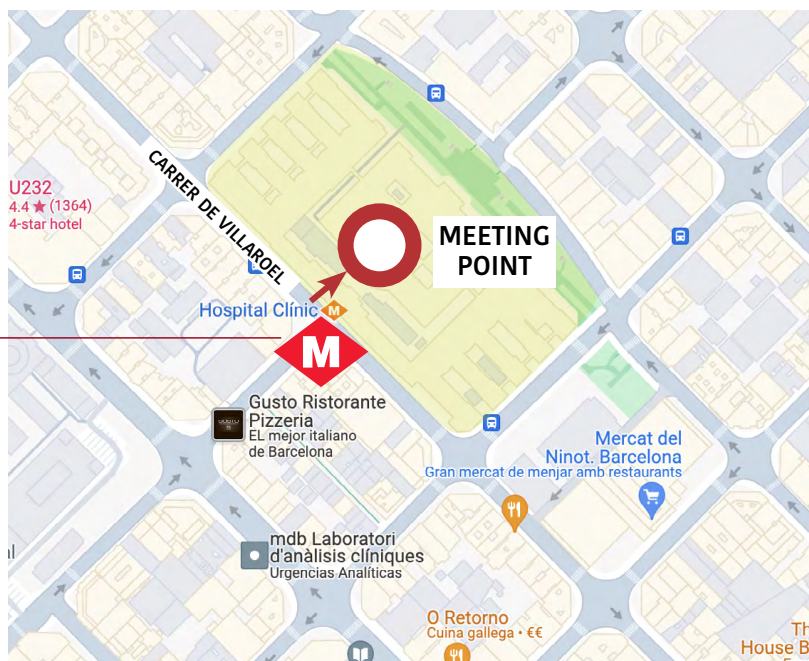 CARRER DE VILLAROEL
U232
4.4 ★ (1364)
4-star hotel
MEETING
POINT
Hospital Clínic
M
M
Gusto Ristorante
Pizzeria
EL mejor italiano
de Barcelona
Mercat del
Ninot. Barcelona
Gran mercat de menjar amb restaurants
mdb Laboratori
d'anàlisis clíniques
Urgencias Analíticas
O Retorno
Cuina gallega • €€
Th
House B
al